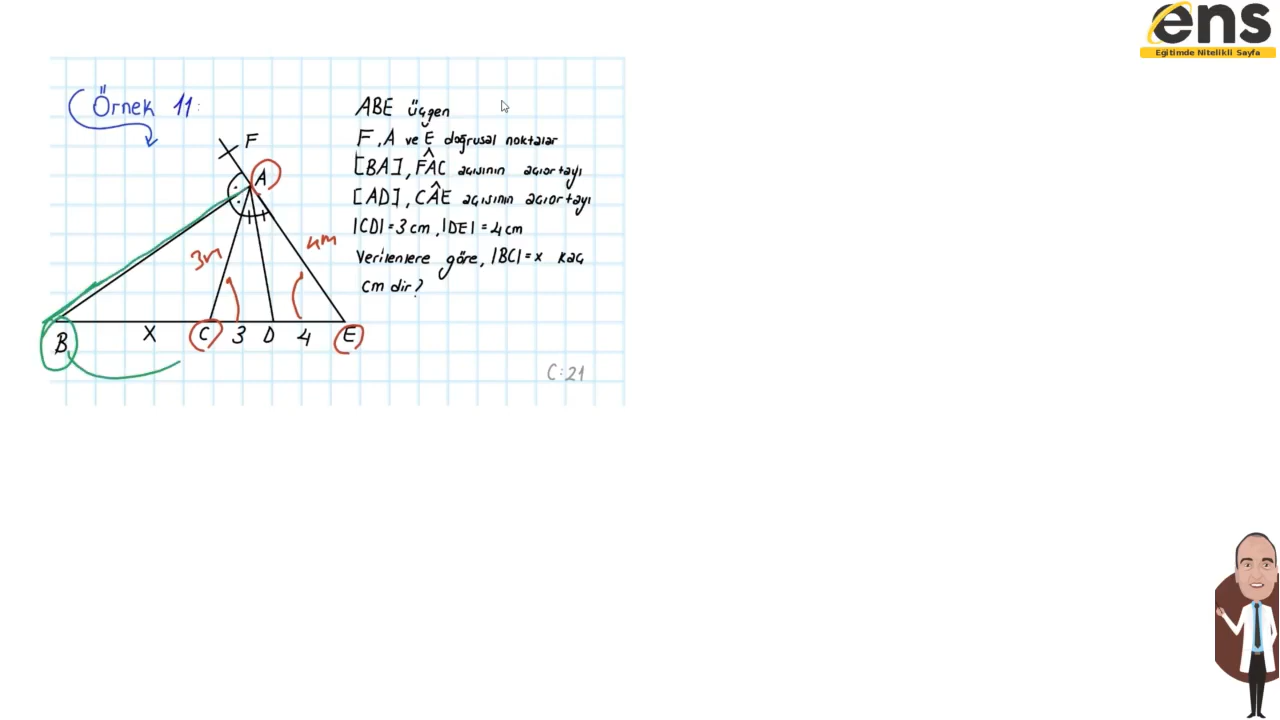 ens
Eğitimde Nitelikli Sayfa
Örnek 11:
ABE üçgen
F, A ve E doğrusal noktalar
[BA], FÂC açısının açıortayı
[AD], CÂE açısının açıortayı
|CD| = 3 cm, |DE| = 4 cm
Verilenlere göre, |BC| = x kaç
cm dir?
F
A
3m
4m
B
X
C
3
D
4
E
C:21